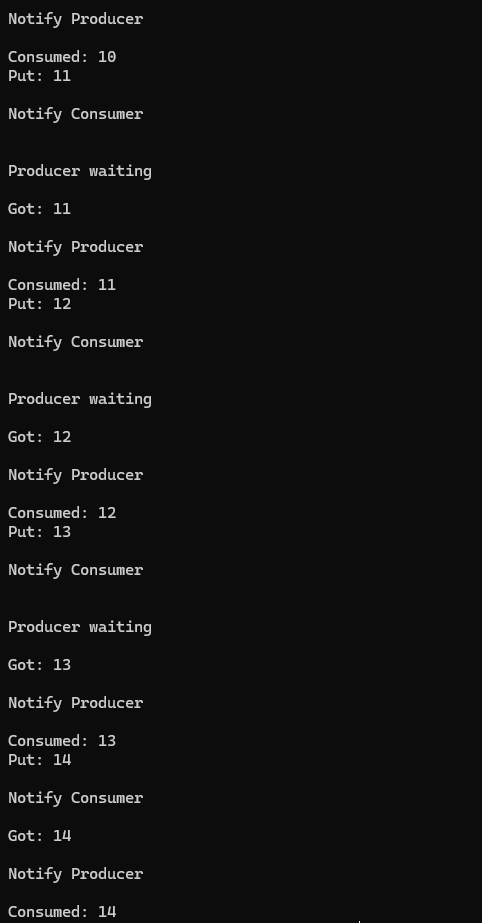 Notify Producer
Consumed: 10
Put: 11
Notify Consumer
Producer waiting
Got: 11
Notify Producer
Consumed: 11
Put: 12
Notify Consumer
Producer waiting
Got: 12
Notify Producer
Consumed: 12
Put: 13
Notify Consumer
Producer waiting
Got: 13
Notify Producer
Consumed: 13
Put: 14
Notify Consumer
Got: 14
Notify Producer
Consumed: 14